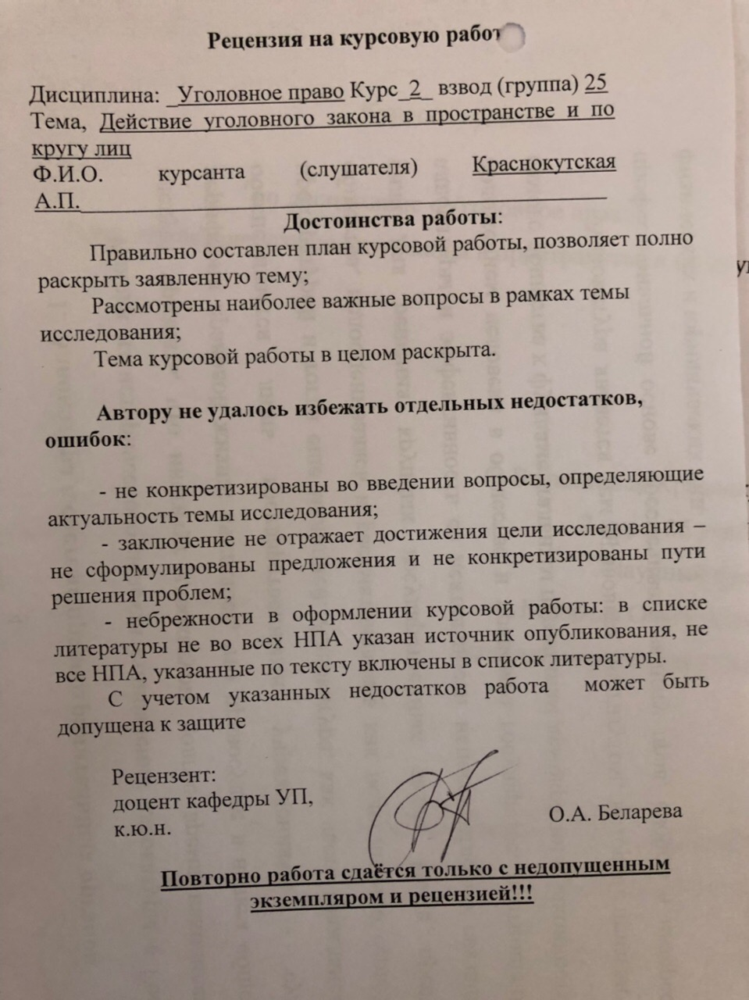 Рецензия на курсовую работ
Дисциплина: _Уголовное право Курс_2_ взвод (группа) 25
Тема, Действие уголовного закона в пространстве и по
кругу лиц
Ф.И.О. курсанта (слушателя) Краснокутская
А.П.
Достоинства работы:
Правильно составлен план курсовой работы, позволяет полно
раскрыть заявленную тему;
Рассмотрены наиболее важные вопросы в рамках темы
исследования;
Тема курсовой работы в целом раскрыта.
Автору не удалось избежать отдельных недостатков,
ошибок:
- не конкретизированы во введении вопросы, определяющие
актуальность темы исследования;
- заключение не отражает достижения цели исследования –
не сформулированы предложения и не конкретизированы пути
решения проблем;
- небрежности в оформлении курсовой работы: в списке
литературы не во всех НПА указан источник опубликования, не
все НПА, указанные по тексту включены в список литературы.
С учетом указанных недостатков работа может быть
допущена к защите
Рецензент:
доцент кафедры УП,
к.ю.н.
О.А. Беларева
Повторно работа сдаётся только с недопущенным
экземпляром и рецензией!!!